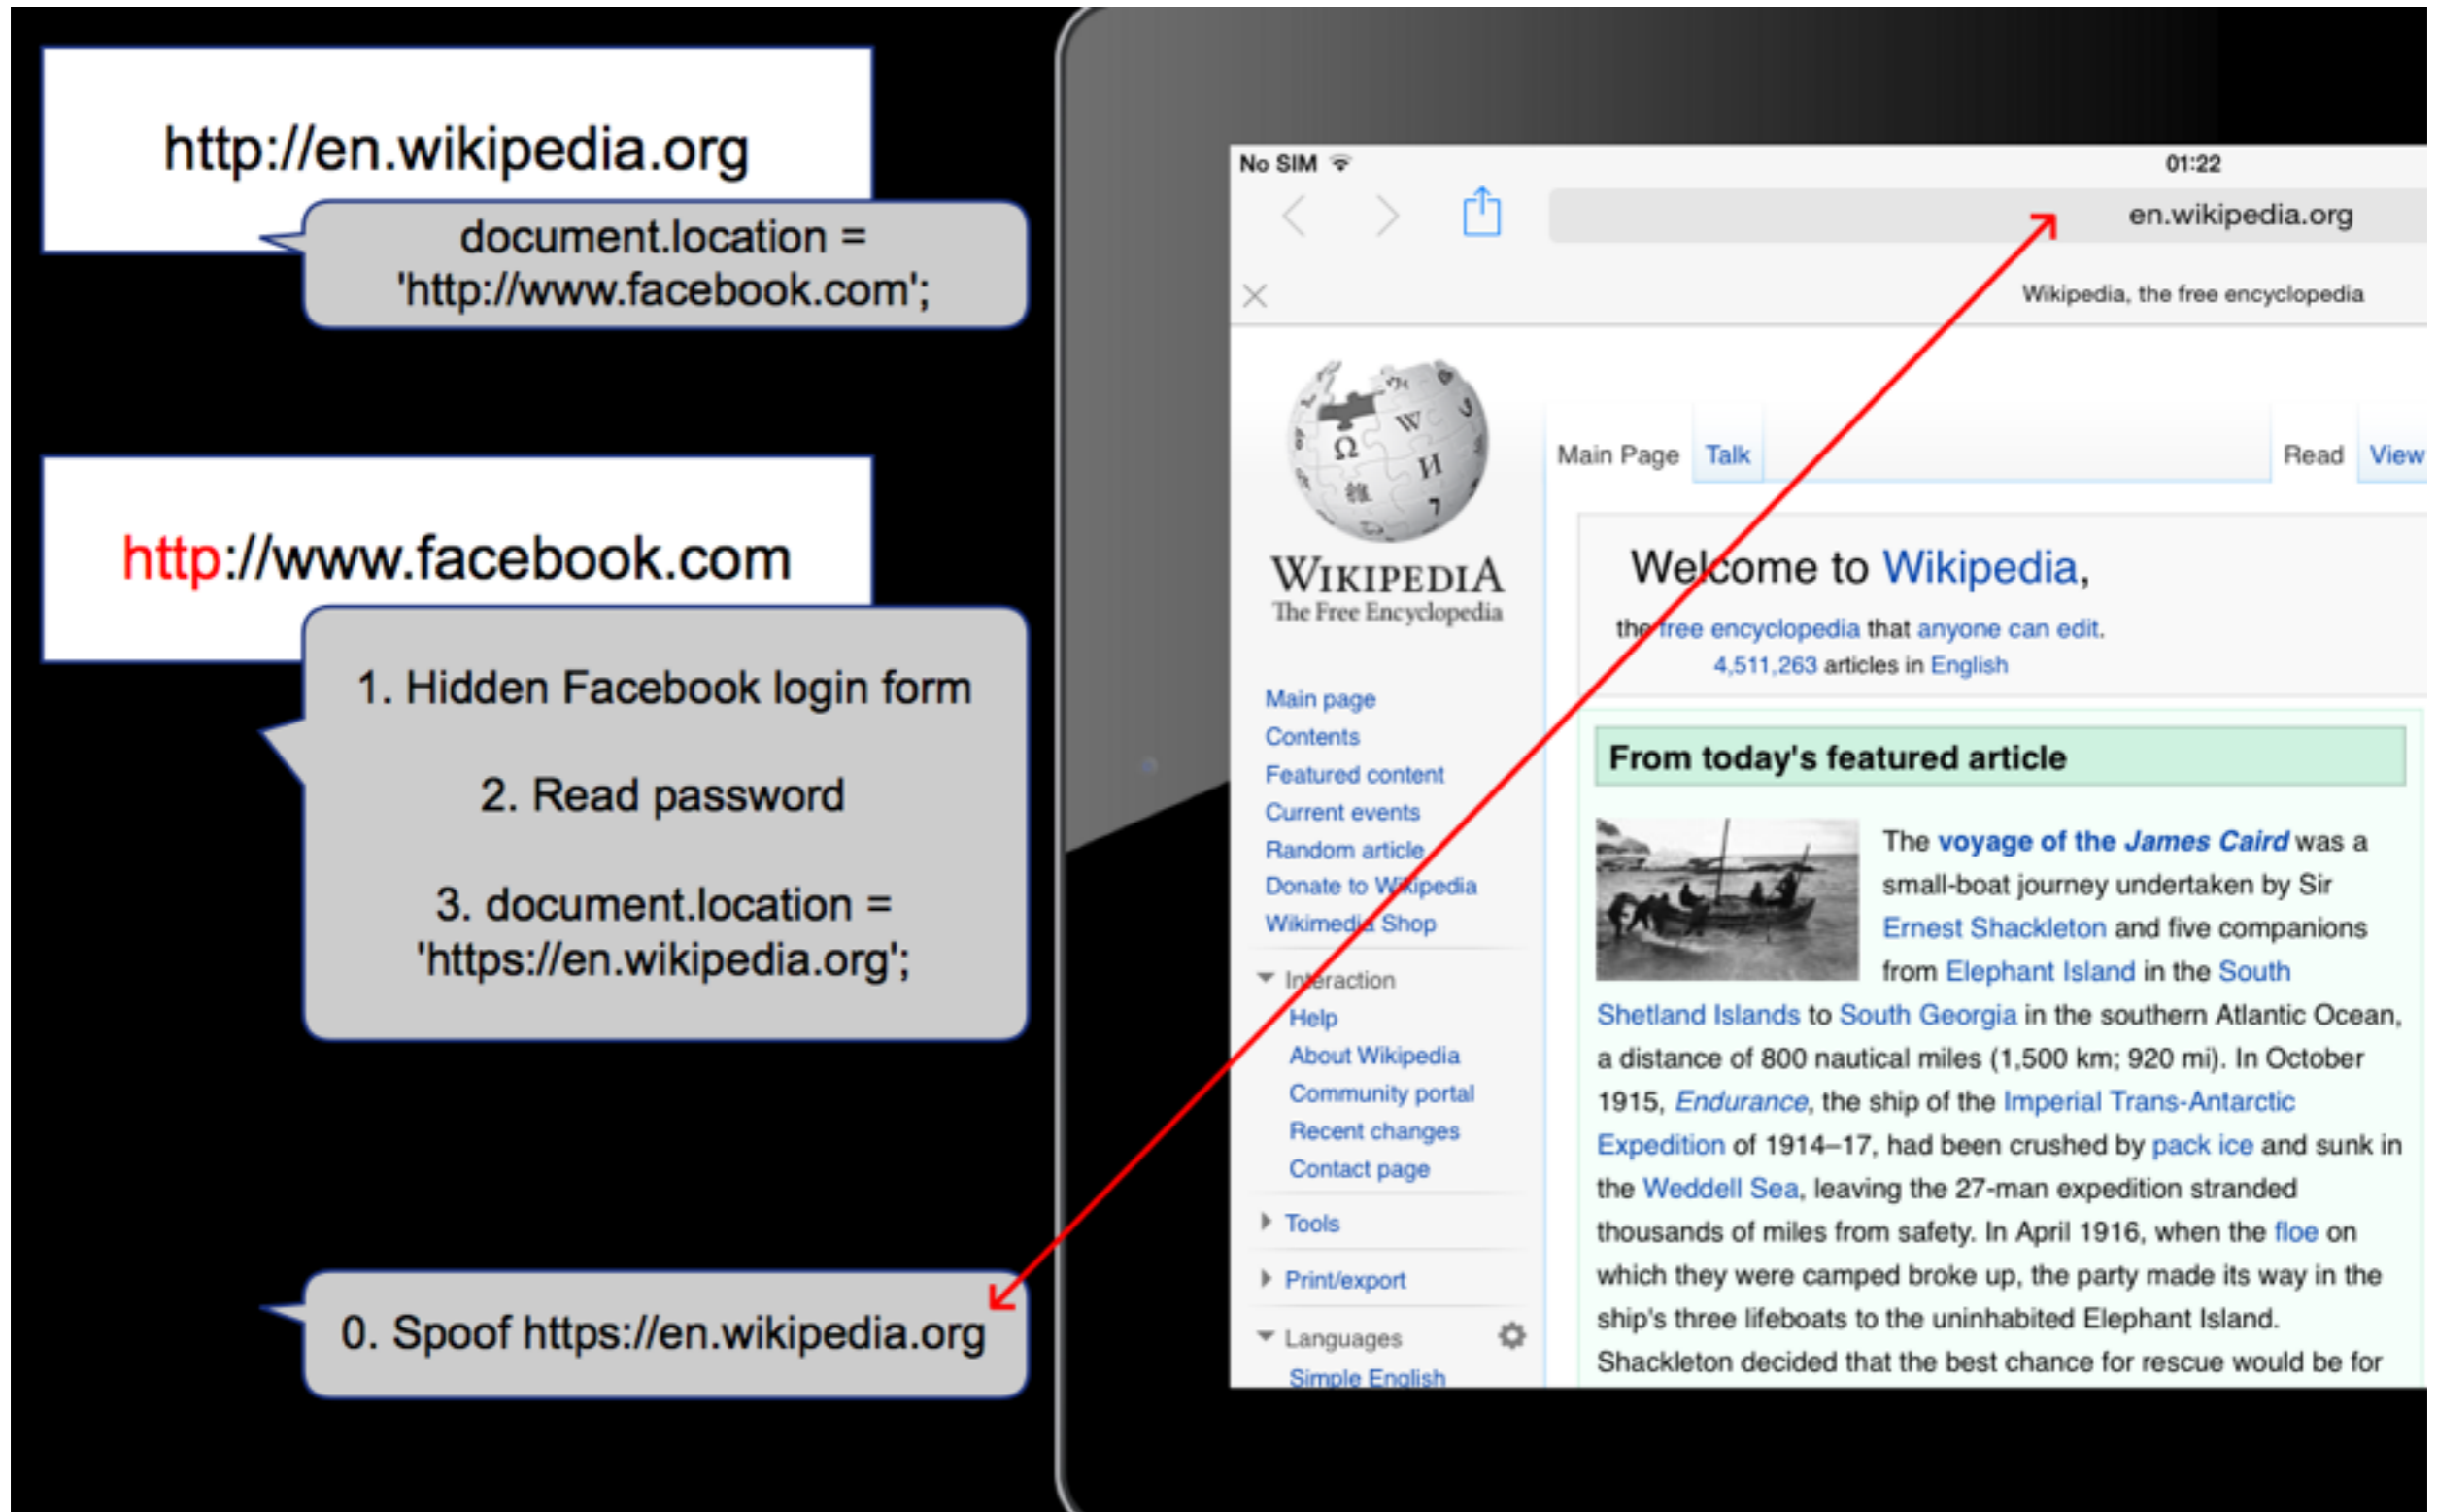 http://en.wikipedia.org
document.location =
'http://www.facebook.com';
http://www.facebook.com
1. Hidden Facebook login form
2. Read password
3. document.location =
'https://en.wikipedia.org';
0. Spoof https://en.wikipedia.org
No SIM
01:22
en.wikipedia.org
Wikipedia, the free encyclopedia
WIKIPEDIA
The Free Encyclopedia
Main page
Contents
Featured content
Current events
Random article
Donate to Wikipedia
Wikimedia Shop
Interaction
Help
About Wikipedia
Community portal
Recent changes
Contact page
Tools
Print/export
Languages
Simple English
Main Page
Talk
Read
View
Welcome to Wikipedia,
the free encyclopedia that anyone can edit.
4,511,263 articles in English
From today's featured article
The voyage of the James Caird was a
small-boat journey undertaken by Sir
Ernest Shackleton and five companions
from Elephant Island in the South
Shetland Islands to South Georgia in the southern Atlantic Ocean,
a distance of 800 nautical miles (1,500 km; 920 mi). In October
1915, Endurance, the ship of the Imperial Trans-Antarctic
Expedition of 1914–17, had been crushed by pack ice and sunk in
the Weddell Sea, leaving the 27-man expedition stranded
thousands of miles from safety. In April 1916, when the floe on
which they were camped broke up, the party made its way in the
ship's three lifeboats to the uninhabited Elephant Island.
Shackleton decided that the best chance for rescue would be for